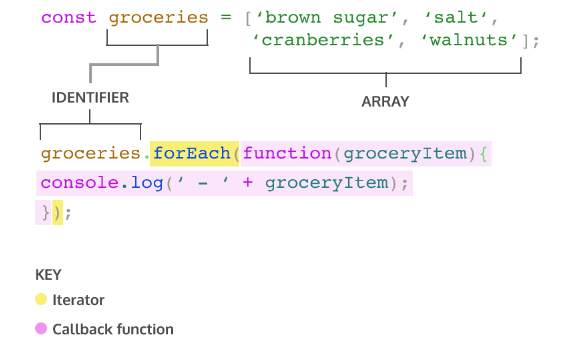 const groceries = [‘brown sugar’, ‘salt‘,
‘cranberries’, ‘walnuts’];
IDENTIFIER
ARRAY
groceries.forEach(function(groceryItem){
console.log(‘ – ‘ + groceryItem);
});
KEY
Iterator
Callback function